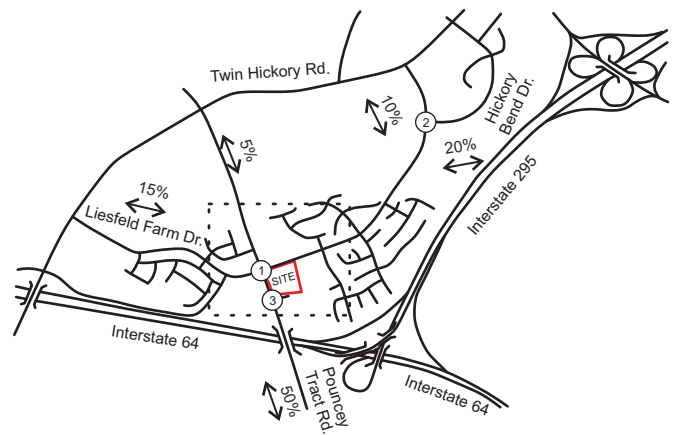 Twin Hickory Rd.
10%
Hickory
Bend Dr.
2
5%
20%
15%
Liesfeld Farm Dr.
Interstate 295
1
SITE
3
Interstate 64
Pouncey
Tract Rd.
50%
Interstate 64